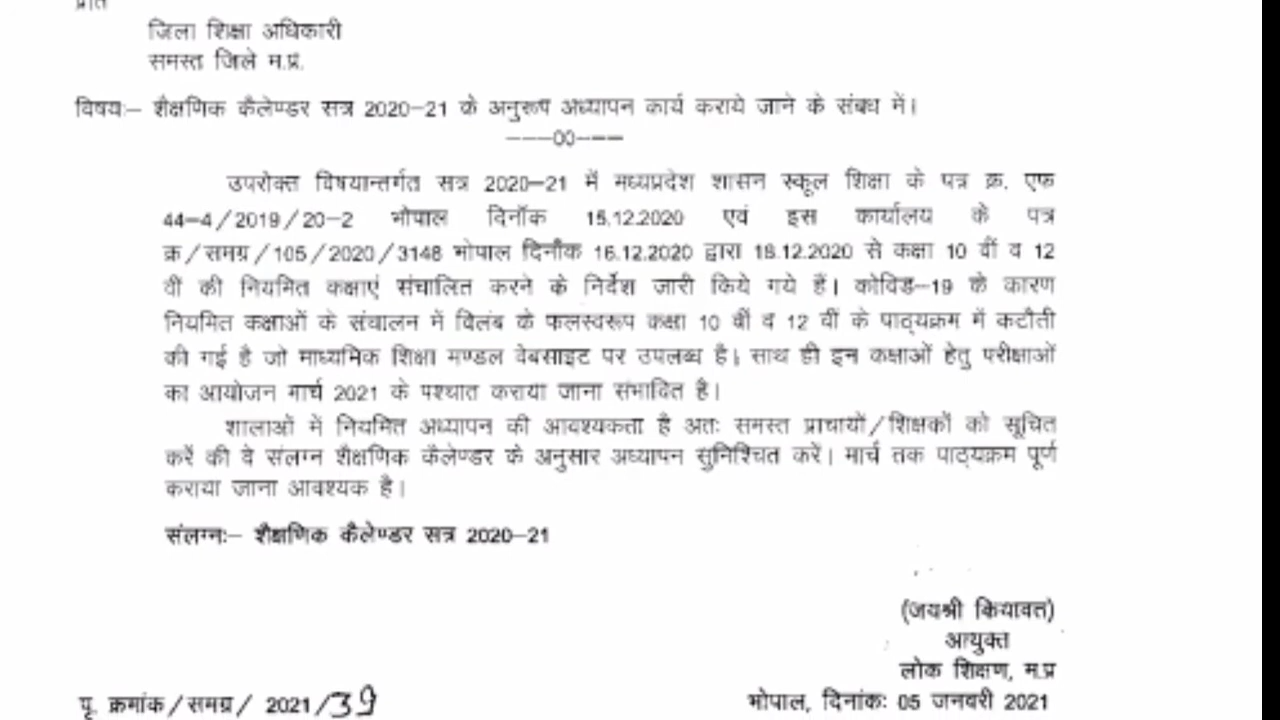 प्रति
जिला शिक्षा अधिकारी
समस्त जिले म.प्र.
विषयः– शैक्षणिक कैलेण्डर सत्र 2020–21 के अनुरूप अध्यापन कार्य कराये जाने के संबध में।
–––00–––
उपरोक्त विषयान्तर्गत सत्र 2020–21 में मध्यप्रदेश शासन स्कूल शिक्षा के पत्र क्र. एफ
44–4/2019/20–2 भोपाल दिनॉक 15.12.2020 एवं इस कार्यालय के पत्र
क्र/समग्र/105/2020/3148 भोपाल दिनॉक 16.12.2020 द्वारा 18.12.2020 से कक्षा 10 वीं व 12
वी की नियमित कक्षाएं संचालित करने के निर्देश जारी किये गये हैं। कोविड–19 के कारण
नियमित कक्षाओं के संचालन में विलंब के फलस्वरूप कक्षा 10 वीं व 12 वीं के पाठ्यक्रम में कटौती
की गई है जो माध्यमिक शिक्षा मण्डल वेबसाइट पर उपलब्ध है। साथ ही इन कक्षाओं हेतु परीक्षाओं
का आयोजन मार्च 2021 के पश्चात कराया जाना संभावित है।
शालाओं में नियमित अध्यापन की आवश्यकता है अतः समस्त प्राचार्यो/शिक्षकों को सूचित
करें की वे संलग्न शैक्षणिक कैलेण्डर के अनुसार अध्यापन सुनिश्चित करें। मार्च तक पाठ्यक्रम पूर्ण
कराया जाना आवश्यक है।
संलग्नः– शैक्षणिक कैलेण्डर सत्र 2020–21
(जयश्री कियावत)
आयुक्त
लोक शिक्षण, म.प्र
पृ. क्रमांक/समग्र/ 2021/39 भोपाल, दिनांकः 05 जनवरी 2021